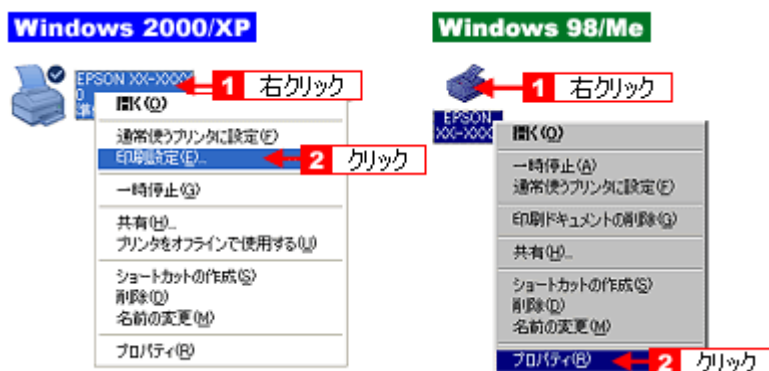 Windows 2000/XP
EPSON XX-XXXX
0
1 右クリック
開く(O)
通常使うプリンタに設定(F)
印刷設定(E)...
2 クリック
一時停止(G)
共有(H)...
プリンタをオフラインで使用する(U)
ショートカットの作成(S)
削除(D)
名前の変更(M)
プロパティ(R)
Windows 98/Me
1 右クリック
EPSON
XX-XXXX
開く(O)
一時停止(A)
通常使うプリンタに設定(F)
印刷ドキュメントの削除(G)
共有(H)...
ショートカットの作成(S)
削除(D)
名前の変更(M)
プロパティ(R)
2 クリック